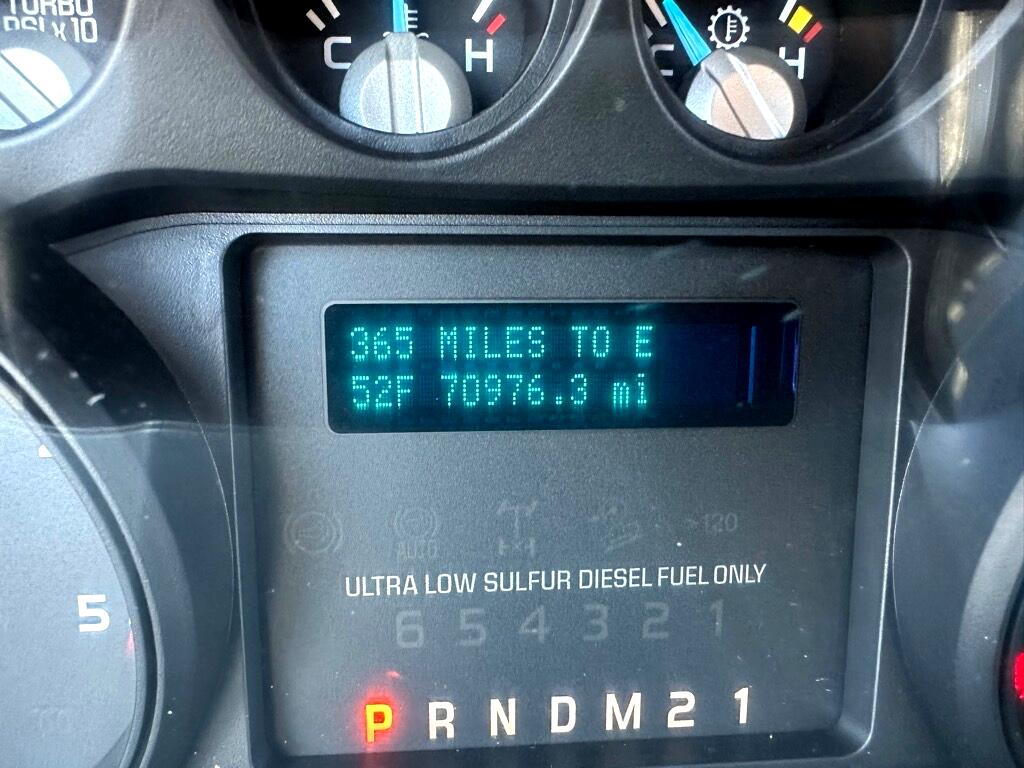 TURBO
PSI x 10
C H
C H
365 MILES TO E
52F 70976.3 mi
AUTO >120
ULTRA LOW SULFUR DIESEL FUEL ONLY
6 5 4 3 2 1
5
P R N D M 2 1